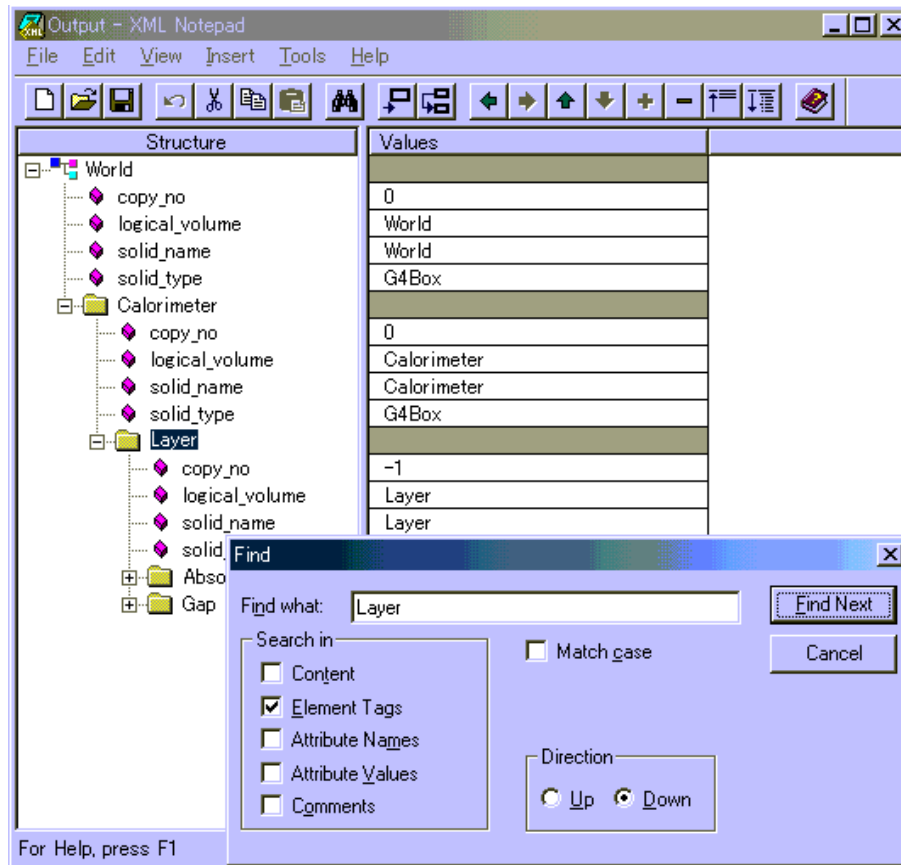 Output - XML Notepad
File Edit View Insert Tools Help
Structure Values
World
copy_no 0
logical_volume World
solid_name World
solid_type G4Box
Calorimeter
copy_no 0
logical_volume Calorimeter
solid_name Calorimeter
solid_type G4Box
Layer
copy_no -1
logical_volume Layer
solid_name Layer
solid_
Abso
Gap
Find
Find what: Layer Find Next
Search in
Match case Cancel
Content
Element Tags
Attribute Names
Attribute Values
Comments
Direction
Up Down
For Help, press F1